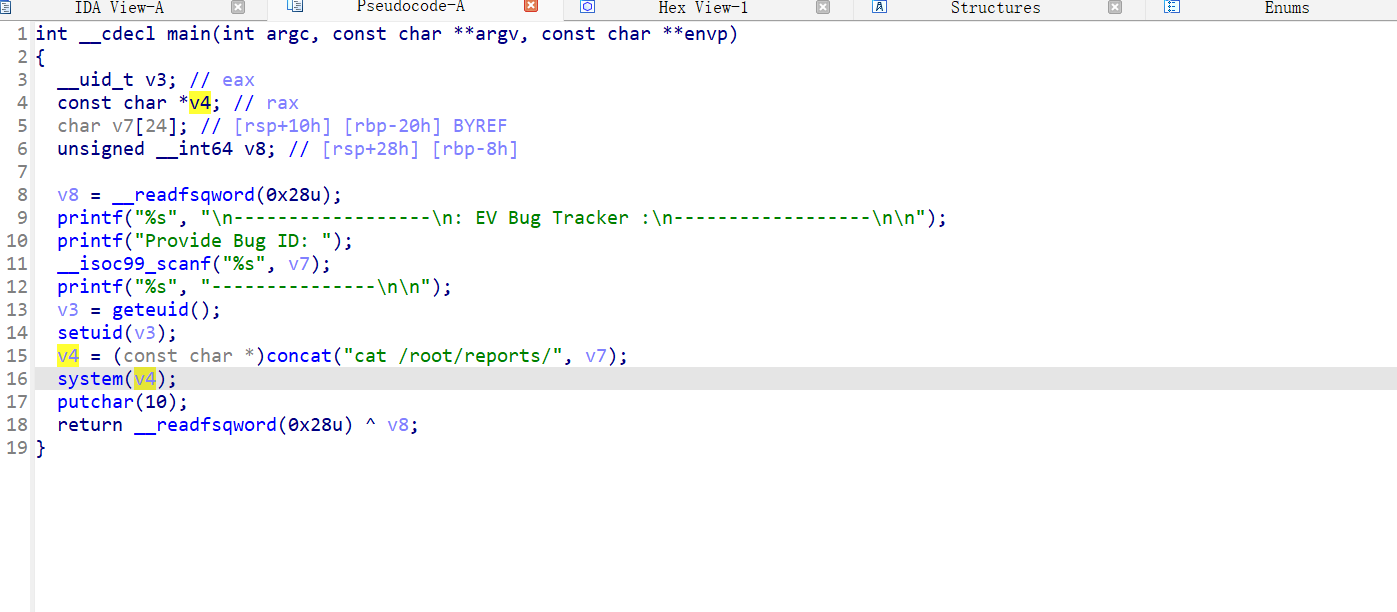 IDA View-A Pseudocode-A Hex View-1 Structures Enums
1 int __cdecl main(int argc, const char **argv, const char **envp)
2 {
3   __uid_t v3; // eax
4   const char *v4; // rax
5   char v7[24]; // [rsp+10h] [rbp-20h] BYREF
6   unsigned __int64 v8; // [rsp+28h] [rbp-8h]
7
8   v8 = __readfsqword(0x28u);
9   printf("%s", "\n------------------\n: EV Bug Tracker :\n------------------\n\n");
10   printf("Provide Bug ID: ");
11   __isoc99_scanf("%s", v7);
12   printf("%s", "---------------\n\n");
13   v3 = geteuid();
14   setuid(v3);
15   v4 = (const char *)concat("cat /root/reports/", v7);
16   system(v4);
17   putchar(10);
18   return __readfsqword(0x28u) ^ v8;
19 }